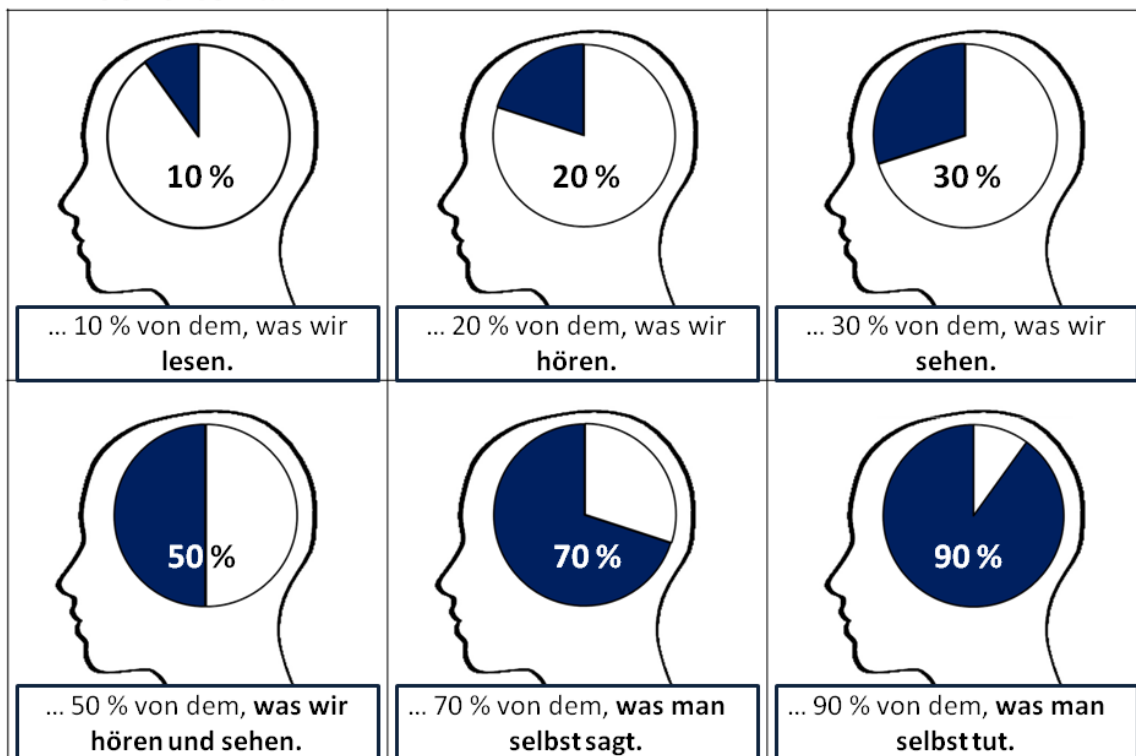 10 %
20 %
30 %
... 10 % von dem, was wir
lesen.
... 20 % von dem, was wir
hören.
... 30 % von dem, was wir
sehen.
50 %
70 %
90 %
... 50 % von dem, was wir
hören und sehen.
... 70 % von dem, was man
selbst sagt.
... 90 % von dem, was man
selbst tut.